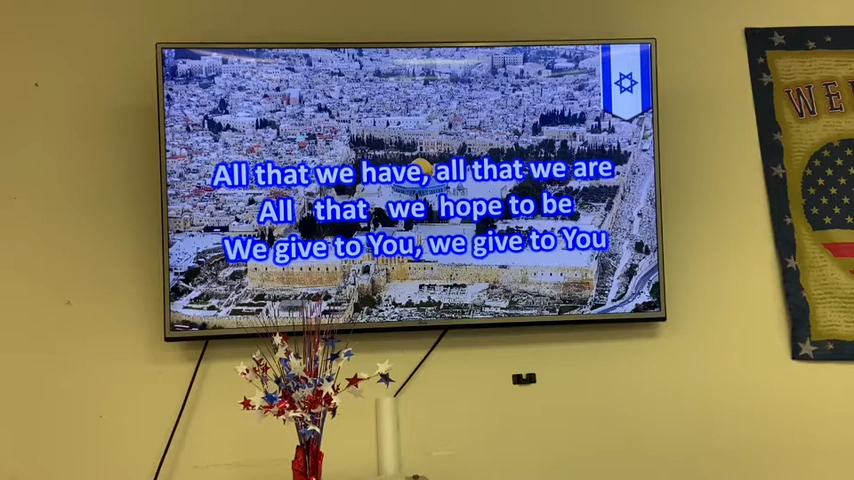 All that we have, all that we are
All that we hope to be
We give to You, we give to You